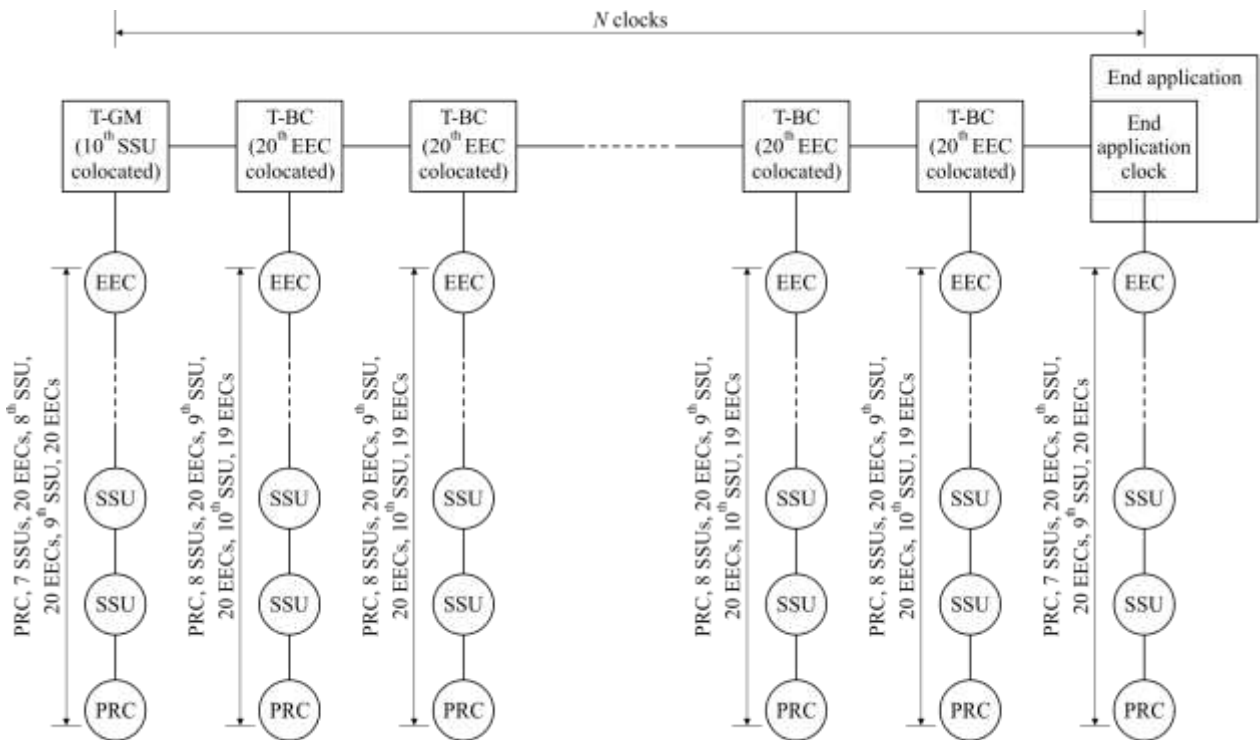 N clocks
End application
T-GM
(10th SSU
colocated)
T-BC
(20th EEC
colocated)
T-BC
(20th EEC
colocated)
T-BC
(20th EEC
colocated)
T-BC
(20th EEC
colocated)
End
application
clock
EEC
EEC
EEC
EEC
EEC
EEC
PRC, 7 SSUs, 20 EECs, 8th SSU,
20 EECs, 9th SSU, 20 EECs
PRC, 8 SSUs, 20 EECs, 9th SSU,
20 EECs, 10th SSU, 19 EECs
PRC, 8 SSUs, 20 EECs, 9th SSU,
20 EECs, 10th SSU, 19 EECs
PRC, 8 SSUs, 20 EECs, 9th SSU,
20 EECs, 10th SSU, 19 EECs
PRC, 8 SSUs, 20 EECs, 9th SSU,
20 EECs, 10th SSU, 19 EECs
PRC, 7 SSUs, 20 EECs, 8th SSU,
20 EECs, 9th SSU, 20 EECs
SSU
SSU
SSU
SSU
SSU
SSU
SSU
SSU
SSU
SSU
SSU
SSU
PRC
PRC
PRC
PRC
PRC
PRC